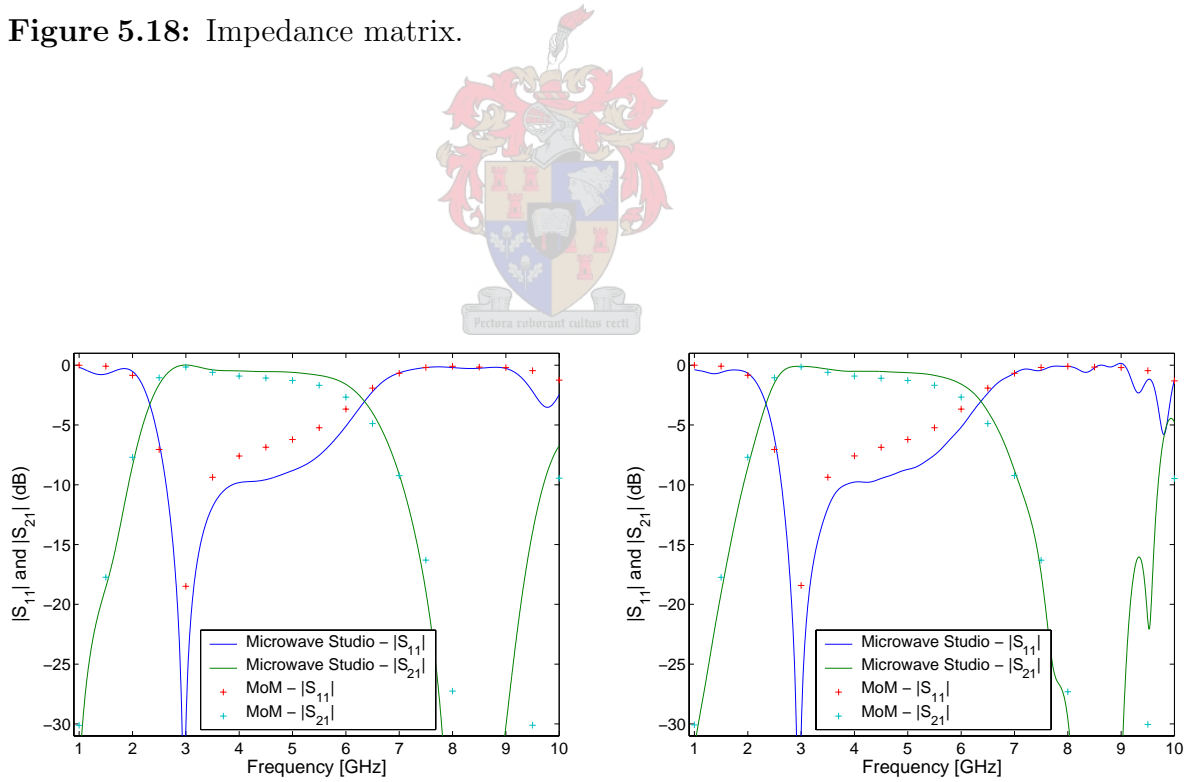 Figure 5.18: Impedance matrix.
Pectora roborant cultus recti
0
−5
−10
−15
−20
−25
−30
|S11| and |S21| (dB)
1 2 3 4 5 6 7 8 9 10
Frequency [GHz]
Microwave Studio − |S11|
Microwave Studio − |S21|
MoM − |S11|
MoM − |S21|
0
−5
−10
−15
−20
−25
−30
|S11| and |S21| (dB)
1 2 3 4 5 6 7 8 9 10
Frequency [GHz]
Microwave Studio − |S11|
Microwave Studio − |S21|
MoM − |S11|
MoM − |S21|